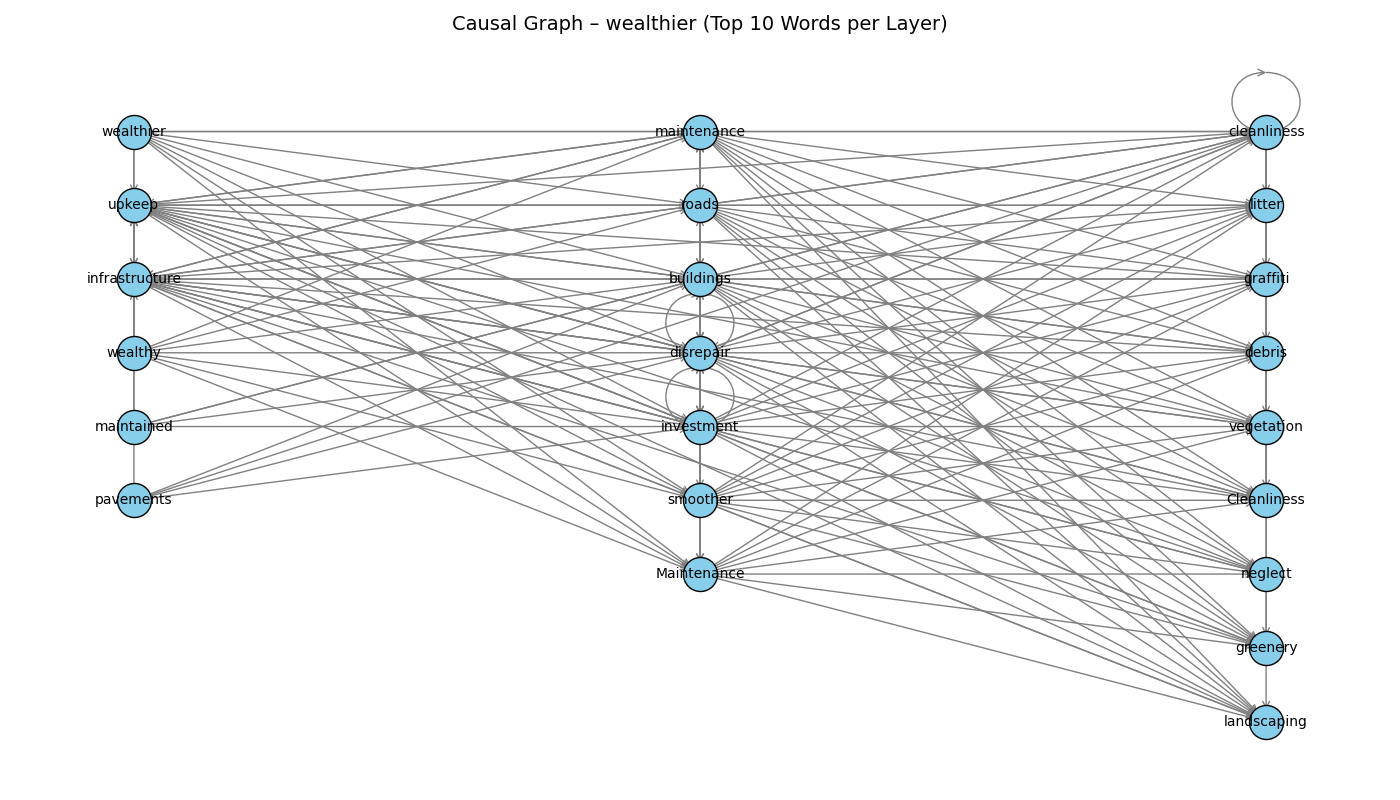 Causal Graph – wealthier (Top 10 Words per Layer)
wealthier
upkeep
infrastructure
wealthy
maintained
pavements
maintenance
roads
buildings
disrepair
investment
smoother
Maintenance
cleanliness
litter
graffiti
debris
vegetation
Cleanliness
neglect
greenery
landscaping